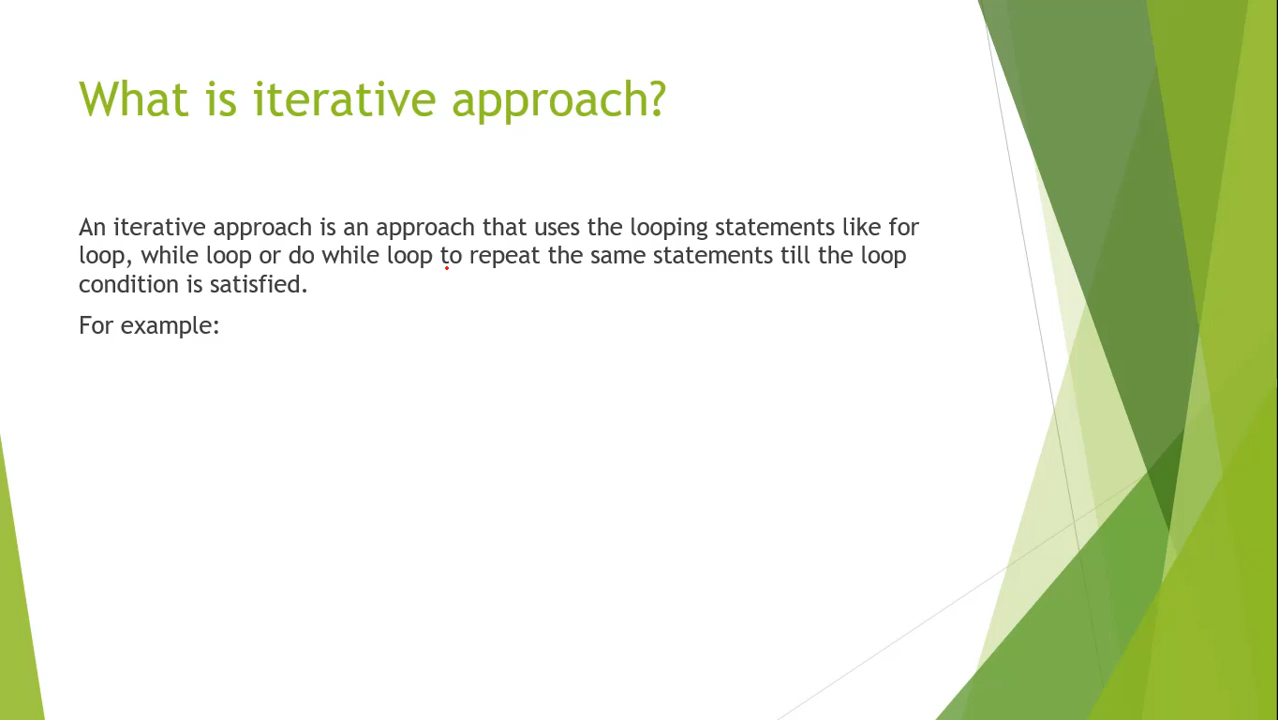 What is iterative approach?
An iterative approach is an approach that uses the looping statements like for
loop, while loop or do while loop to repeat the same statements till the loop
condition is satisfied.
For example: